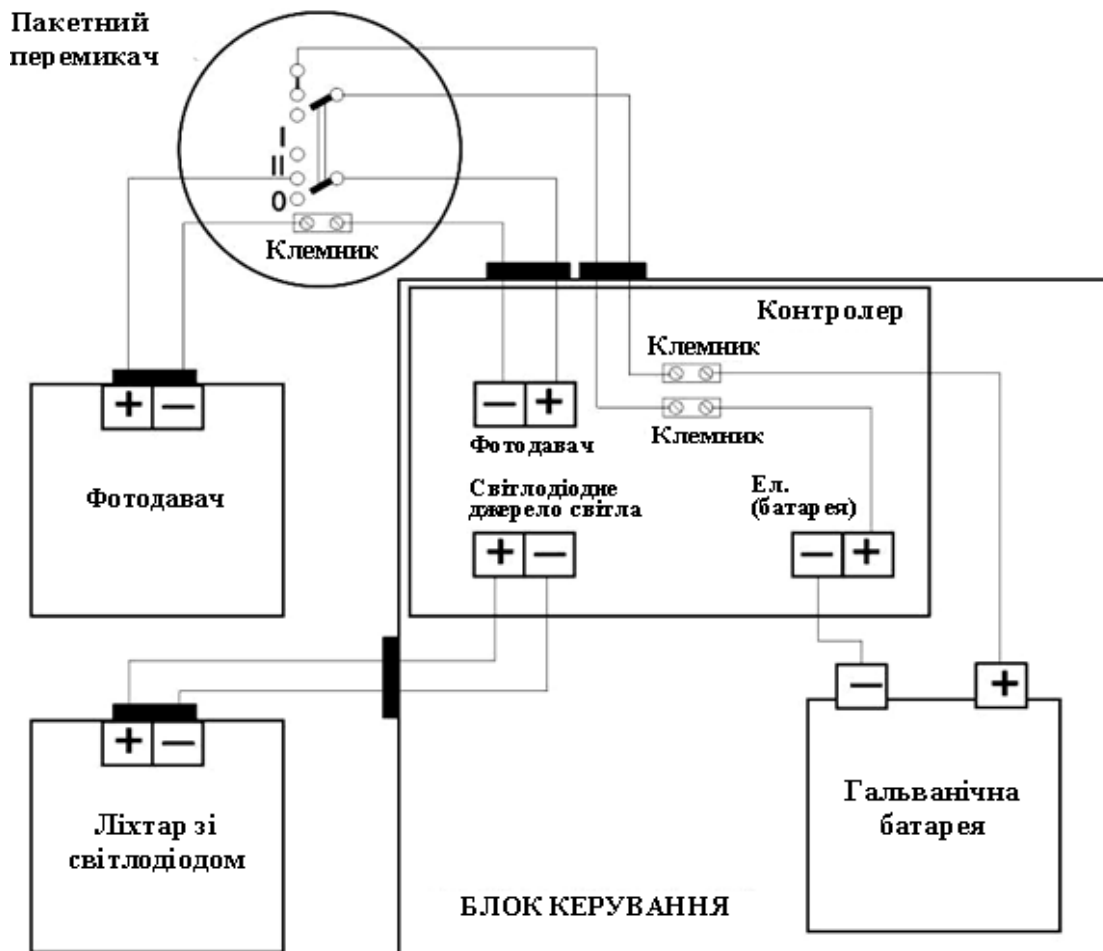 Пакетний
перемикач
I
I
II
0
Клемник
Контролер
Клемник
Клемник
+ —
— +
Фотодавач
Фотодавач
Світлодіодне
джерело світла
Ел.
(батарея)
+ —
— +
— +
+ —
Ліхтар зі
світлодіодом
Гальванічна
батарея
БЛОК КЕРУВАННЯ